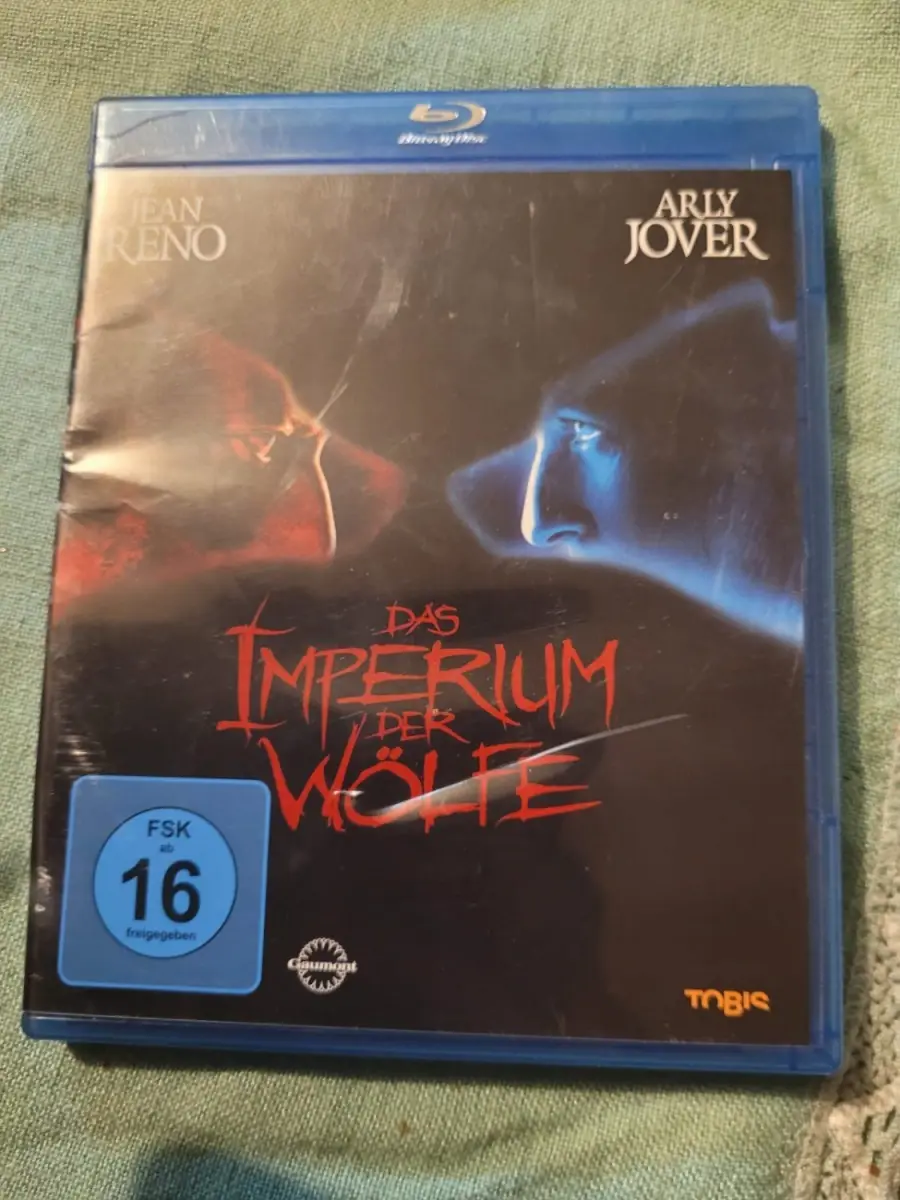 Blu-ray Disc
JEAN
RENO
ARLY
JOVER
DAS
IMPERIUM
DER
WÖLFE
FSK
ab
16
freigegeben
Gaumont
TOBIS